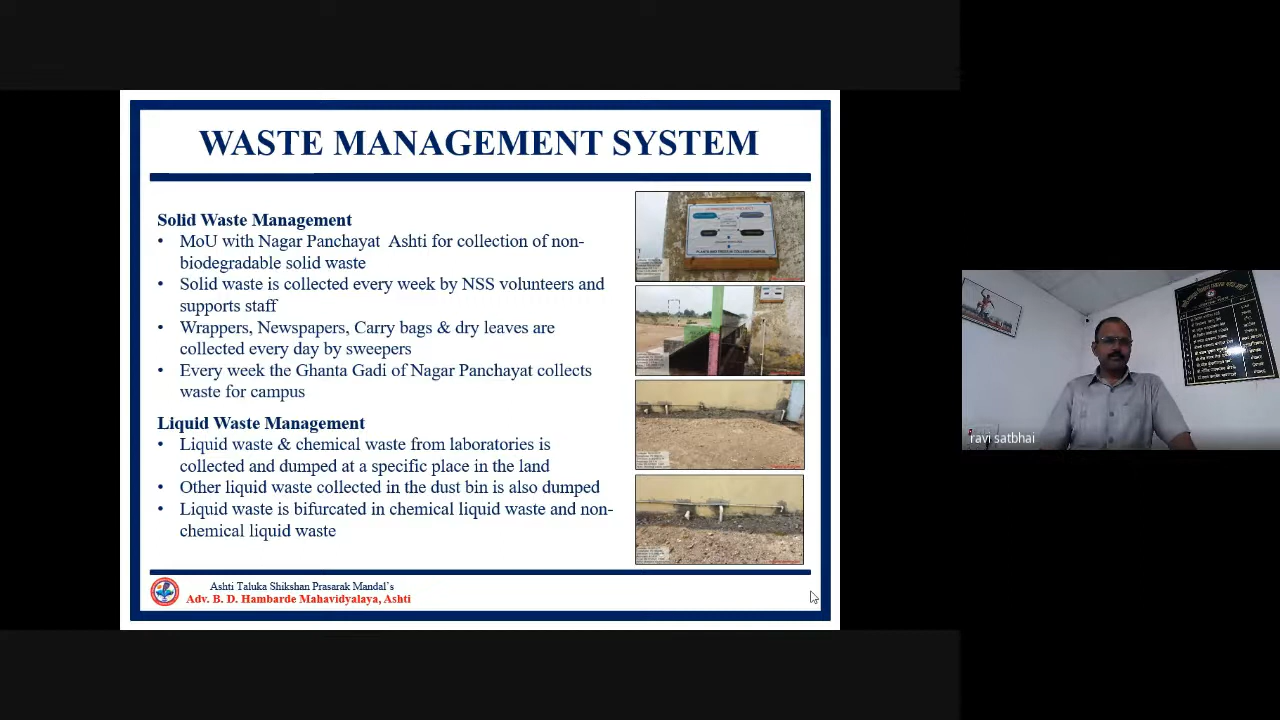 WASTE MANAGEMENT SYSTEM
Solid Waste Management
• MoU with Nagar Panchayat Ashti for collection of non-
biodegradable solid waste
• Solid waste is collected every week by NSS volunteers and
supports staff
• Wrappers, Newspapers, Carry bags & dry leaves are
collected every day by sweepers
• Every week the Ghanta Gadi of Nagar Panchayat collects
waste for campus
Liquid Waste Management
• Liquid waste & chemical waste from laboratories is
collected and dumped at a specific place in the land
• Other liquid waste collected in the dust bin is also dumped
• Liquid waste is bifurcated in chemical liquid waste and non-
chemical liquid waste
Ashti Taluka Shikshan Prasarak Mandal's
Adv. B. D. Hambarde Mahavidyalaya, Ashti
ravi satbhai